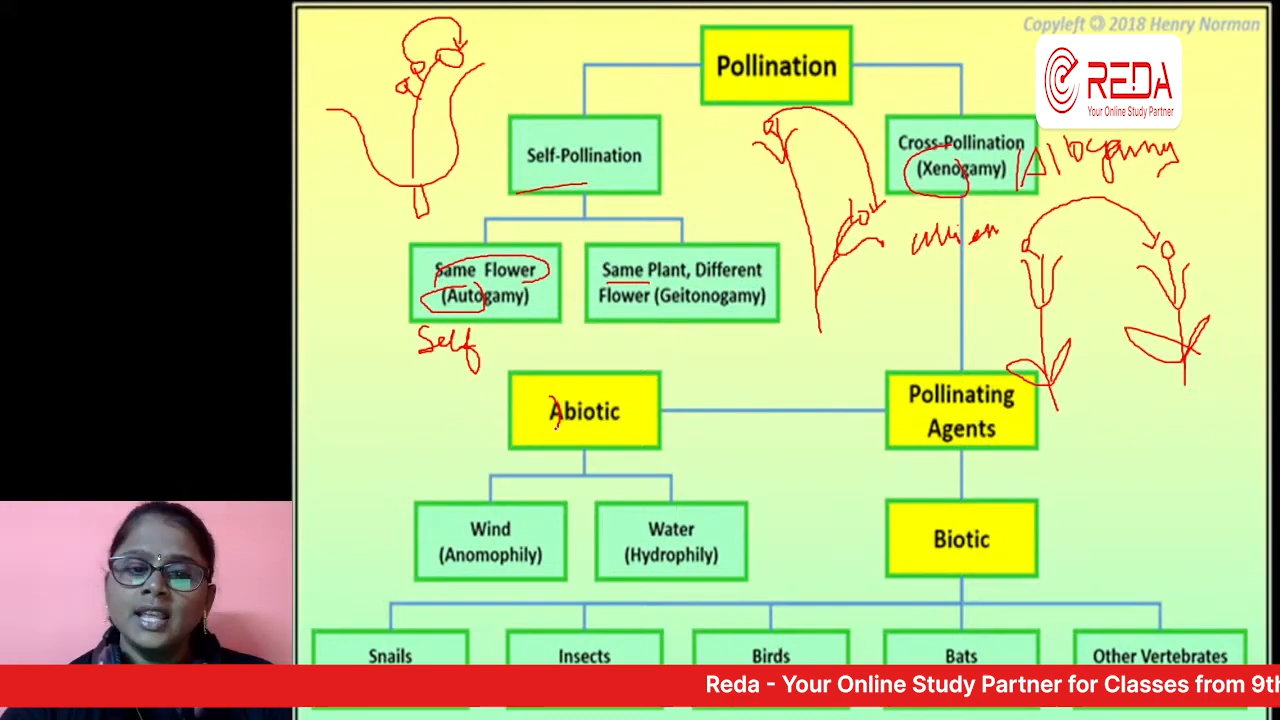 Copyleft © 2018 Henry Norman
Pollination
REDA
Your Online Study Partner
Self-Pollination
Cross-Pollination
(Xenogamy)
Allogamy
Same Flower
(Autogamy)
Same Plant, Different
Flower (Geitonogamy)
Self
Abiotic
Pollinating
Agents
Wind
(Anomophily)
Water
(Hydrophily)
Biotic
Snails
Insects
Birds
Bats
Other Vertebrates
Reda - Your Online Study Partner for Classes from 9th